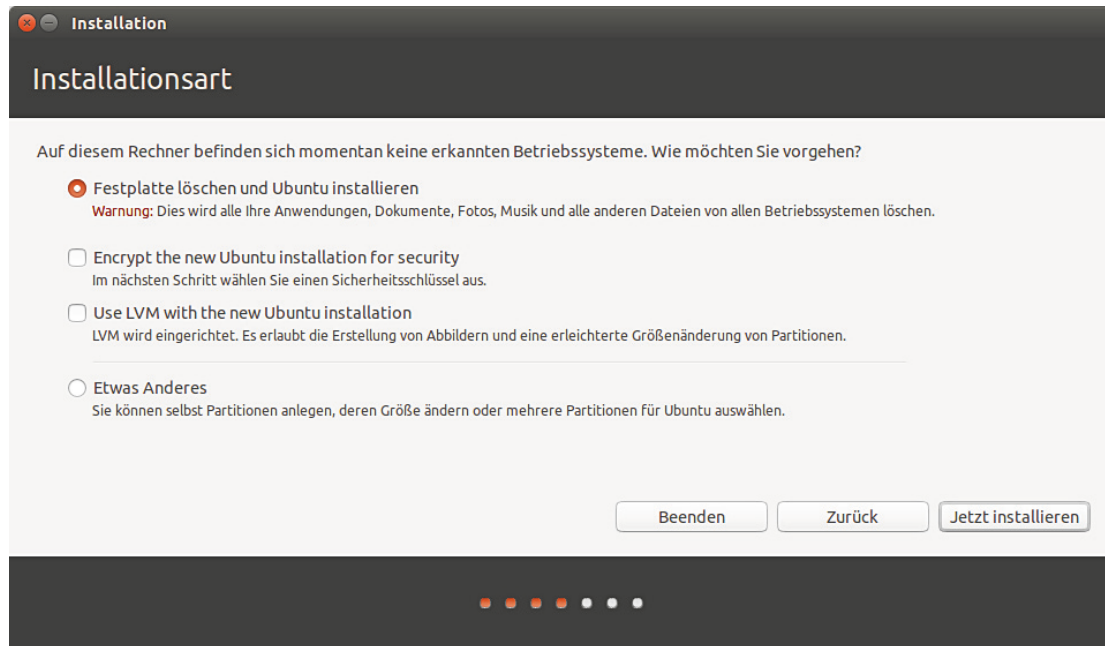 Installation
Installationsart
Auf diesem Rechner befinden sich momentan keine erkannten Betriebssysteme. Wie möchten Sie vorgehen?
Festplatte löschen und Ubuntu installieren
Warnung: Dies wird alle Ihre Anwendungen, Dokumente, Fotos, Musik und alle anderen Dateien von allen Betriebssystemen löschen.
Encrypt the new Ubuntu installation for security
Im nächsten Schritt wählen Sie einen Sicherheitsschlüssel aus.
Use LVM with the new Ubuntu installation
LVM wird eingerichtet. Es erlaubt die Erstellung von Abbildern und eine erleichterte Größenänderung von Partitionen.
Etwas Anderes
Sie können selbst Partitionen anlegen, deren Größe ändern oder mehrere Partitionen für Ubuntu auswählen.
Beenden Zurück Jetzt installieren